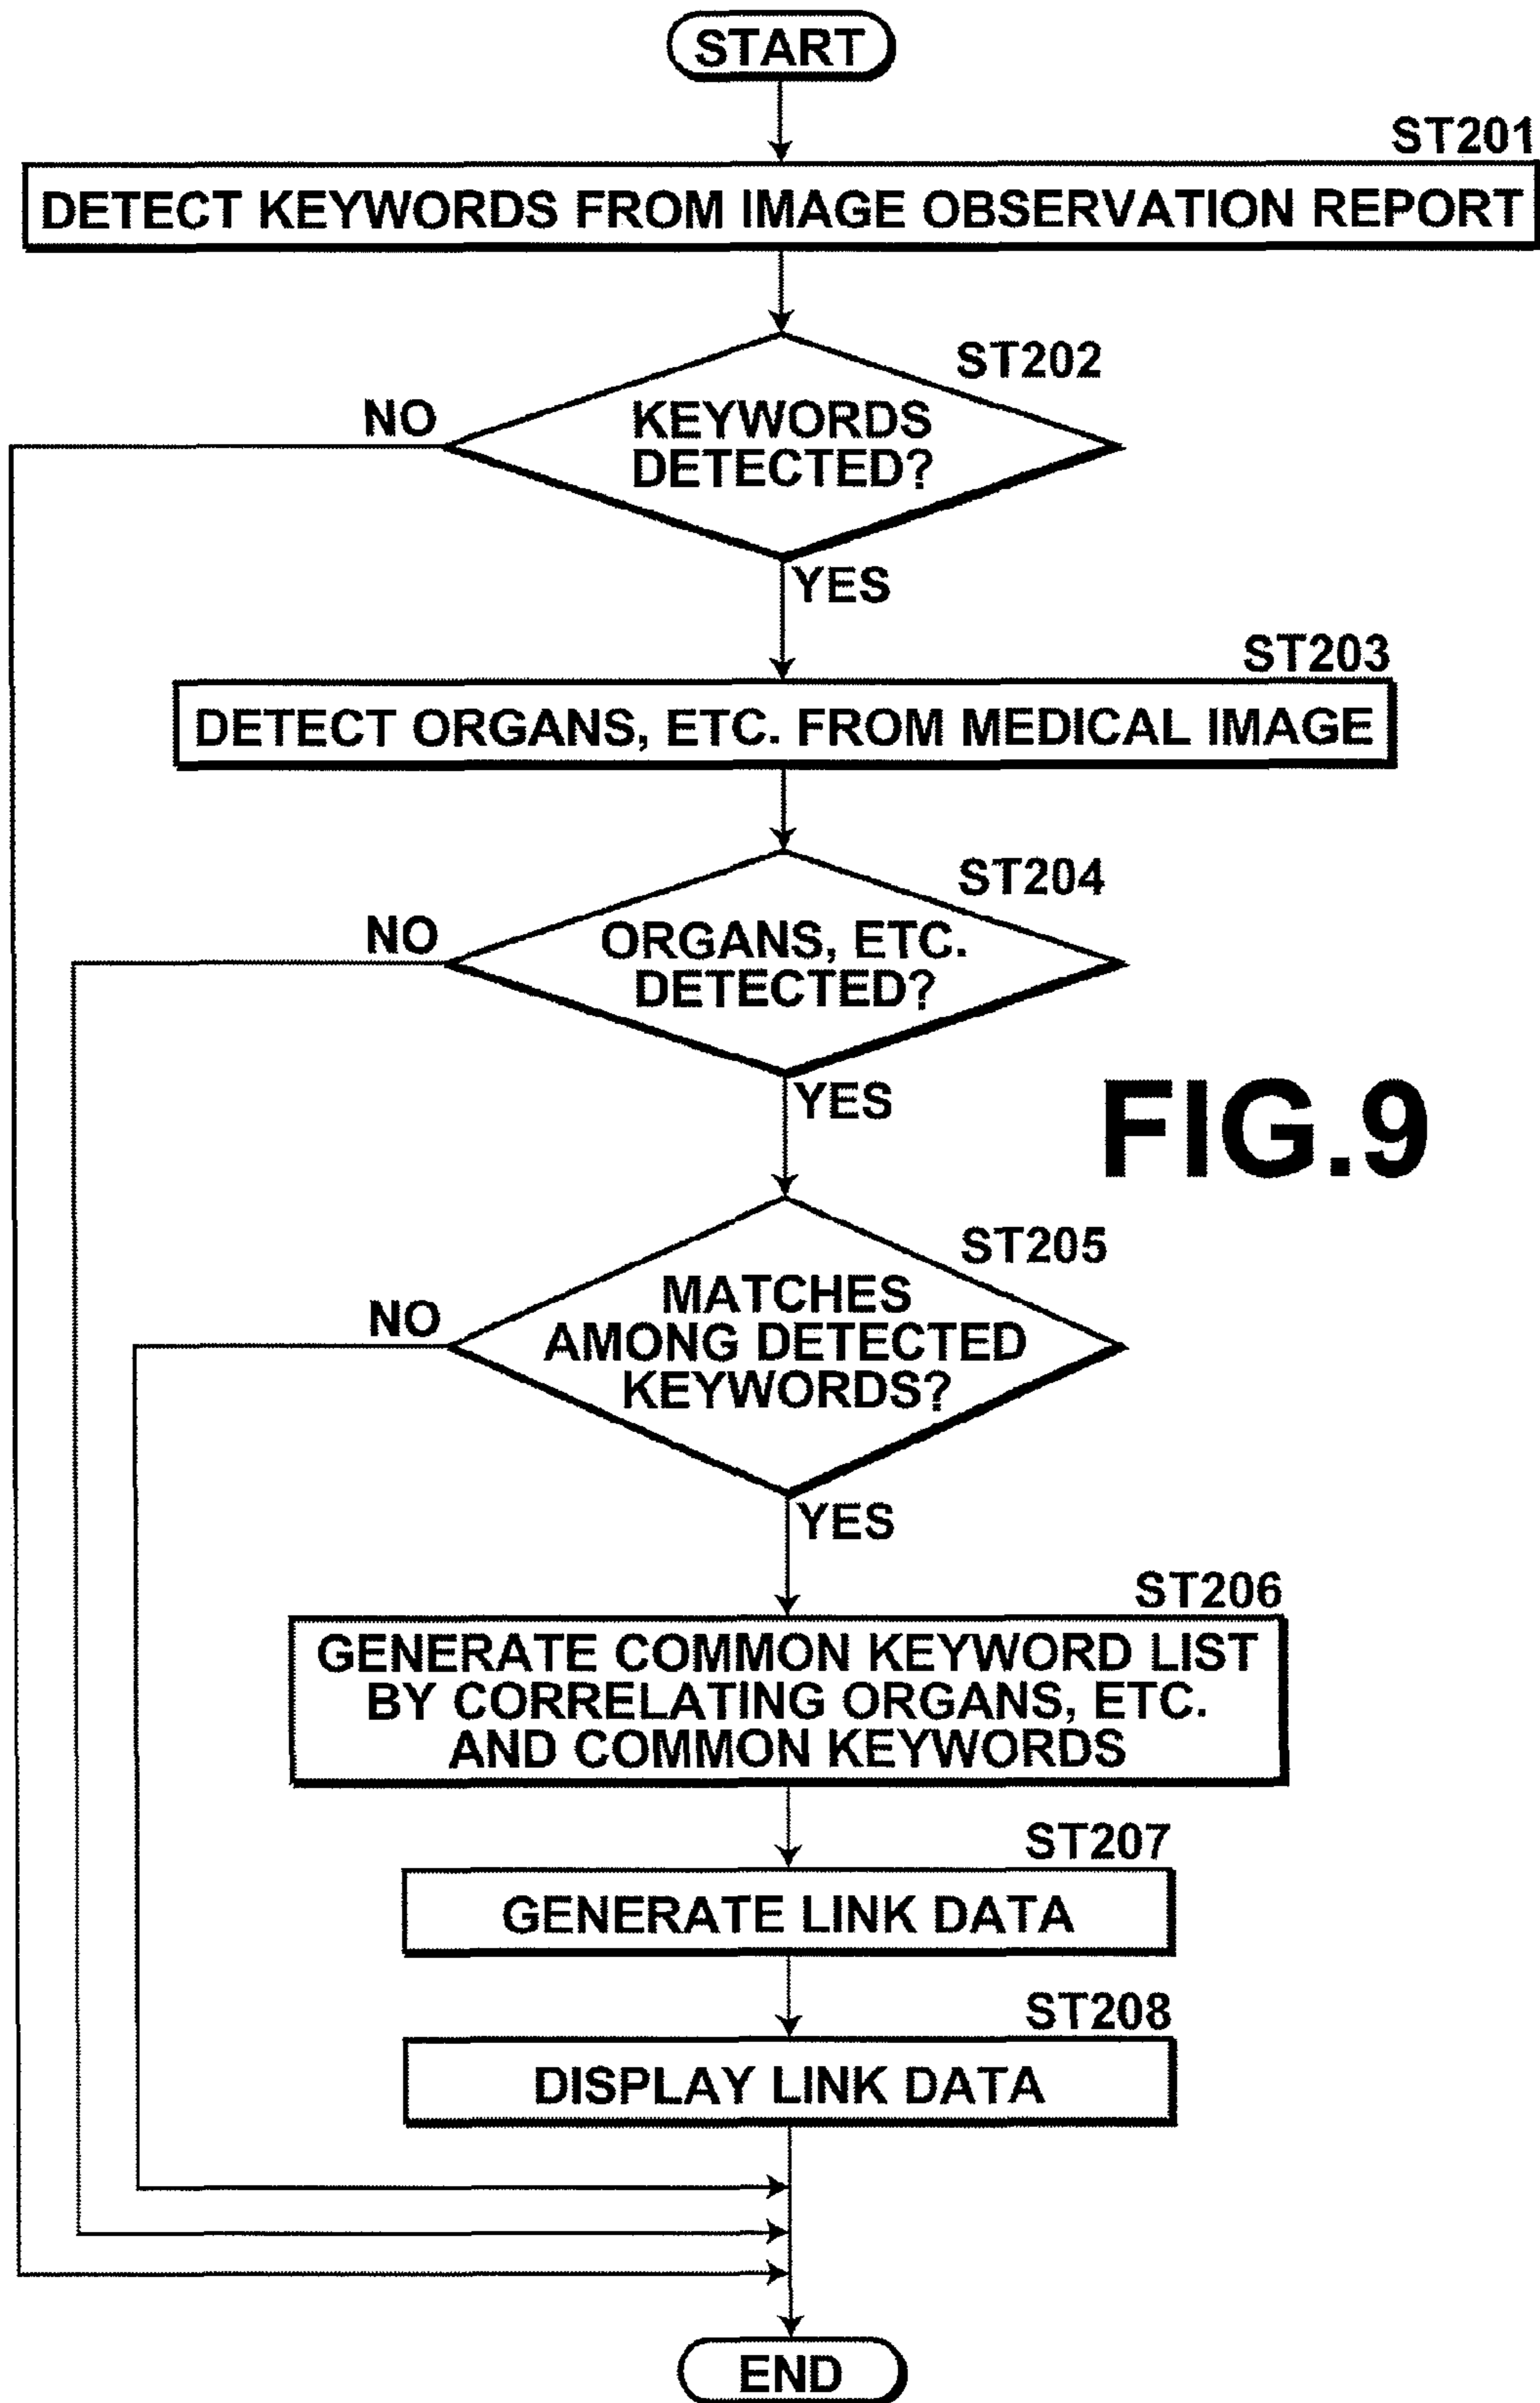 START
ST201
DETECT KEYWORDS FROM IMAGE OBSERVATION REPORT
ST202
NO
KEYWORDS
DETECTED?
YES
ST203
DETECT ORGANS, ETC. FROM MEDICAL IMAGE
ST204
NO
ORGANS, ETC.
DETECTED?
YES
FIG.9
ST205
NO
MATCHES
AMONG DETECTED
KEYWORDS?
YES
ST206
GENERATE COMMON KEYWORD LIST
BY CORRELATING ORGANS, ETC.
AND COMMON KEYWORDS
ST207
GENERATE LINK DATA
ST208
DISPLAY LINK DATA
END